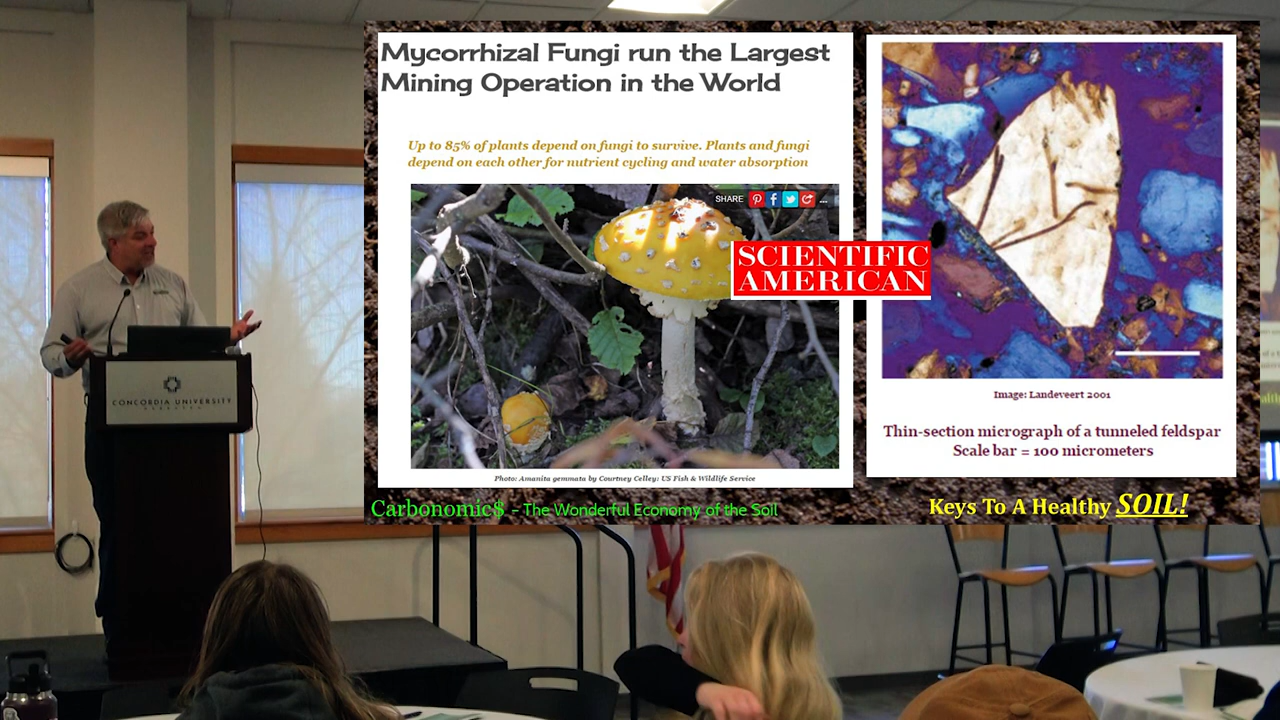 Mycorrhizal Fungi run the Largest
Mining Operation in the World
Up to 85% of plants depend on fungi to survive. Plants and fungi
depend on each other for nutrient cycling and water absorption
SHARE
SCIENTIFIC
AMERICAN
Photo: Amanita gemmata by Courtney Celley: US Fish & Wildlife Service
Image: Landeveert 2001
Thin-section micrograph of a tunneled feldspar
Scale bar = 100 micrometers
Carbonomic$ – The Wonderful Economy of the Soil
Keys To A Healthy SOIL!
CONCORDIA UNIVERSITY
NEBRASKA